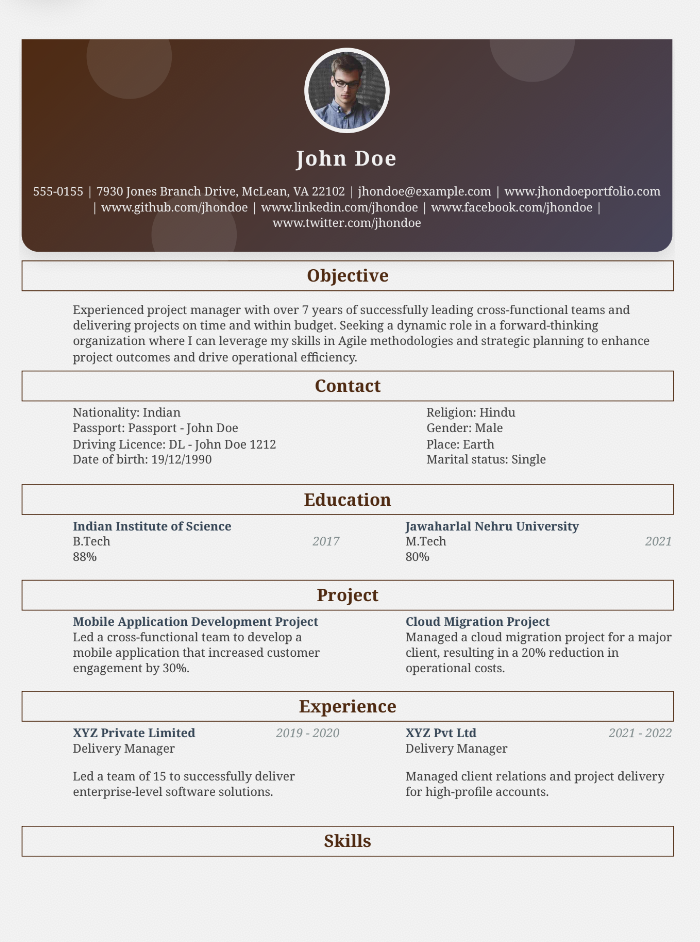 John Doe
555-0155 | 7930 Jones Branch Drive, McLean, VA 22102 | jhondoe@example.com | www.jhondoeportfolio.com
| www.github.com/jhondoe | www.linkedin.com/jhondoe | www.facebook.com/jhondoe |
www.twitter.com/jhondoe
Objective
Experienced project manager with over 7 years of successfully leading cross-functional teams and
delivering projects on time and within budget. Seeking a dynamic role in a forward-thinking
organization where I can leverage my skills in Agile methodologies and strategic planning to enhance
project outcomes and drive operational efficiency.
Contact
Nationality: Indian
Passport: Passport - John Doe
Driving Licence: DL - John Doe 1212
Date of birth: 19/12/1990
Religion: Hindu
Gender: Male
Place: Earth
Marital status: Single
Education
Indian Institute of Science
B.Tech 2017
88%
Jawaharlal Nehru University
M.Tech 2021
80%
Project
Mobile Application Development Project
Led a cross-functional team to develop a
mobile application that increased customer
engagement by 30%.
Cloud Migration Project
Managed a cloud migration project for a major
client, resulting in a 20% reduction in
operational costs.
Experience
XYZ Private Limited 2019 - 2020
Delivery Manager
Led a team of 15 to successfully deliver
enterprise-level software solutions.
XYZ Pvt Ltd 2021 - 2022
Delivery Manager
Managed client relations and project delivery
for high-profile accounts.
Skills